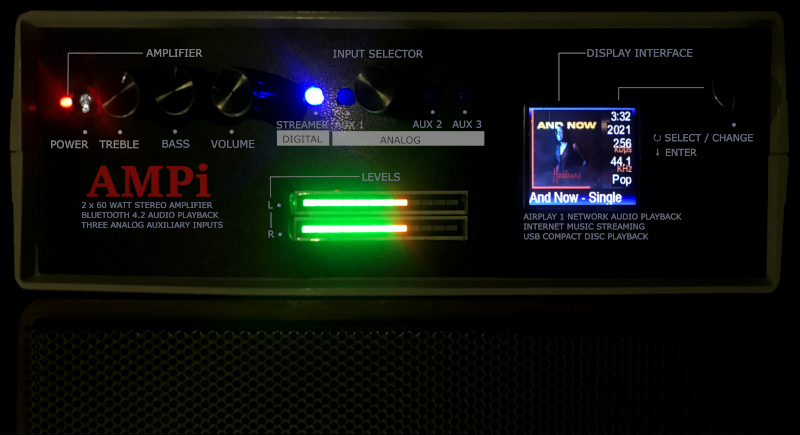 AMPLIFIER
INPUT SELECTOR
DISPLAY INTERFACE
POWER
TREBLE
BASS
VOLUME
STREAMER
AUX 1
AUX 2
AUX 3
DIGITAL
ANALOG
↻ SELECT / CHANGE
↓ ENTER
AMPi
2 x 60 WATT STEREO AMPLIFIER
BLUETOOTH 4.2 AUDIO PLAYBACK
THREE ANALOG AUXILIARY INPUTS
LEVELS
L
R
AND NOW
Haddaway
3:32
2021
256
kbps
44.1
KHz
Pop
And Now - Single
AIRPLAY 1 NETWORK AUDIO PLAYBACK
INTERNET MUSIC STREAMING
USB COMPACT DISC PLAYBACK